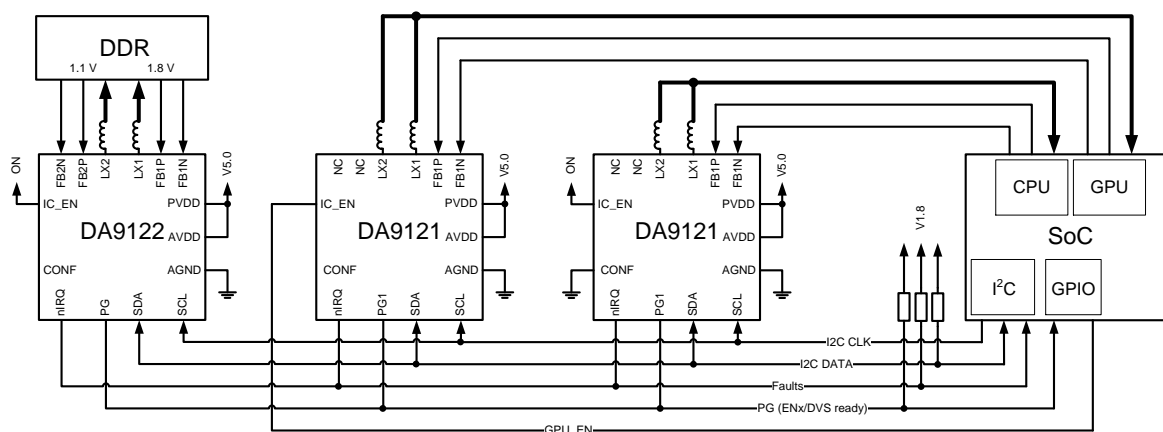 DDR
1.1 V
1.8 V
ON
FB2N
FB2P
LX2
LX1
FB1P
FB1N
V5.0
IC_EN
PVDD
DA9122
AVDD
CONF
AGND
nIRQ
PG
SDA
SCL
NC
NC
LX2
LX1
FB1P
FB1N
V5.0
IC_EN
PVDD
DA9121
AVDD
CONF
AGND
nIRQ
PG1
SDA
SCL
ON
NC
NC
LX2
LX1
FB1P
FB1N
V5.0
IC_EN
PVDD
DA9121
AVDD
CONF
AGND
nIRQ
PG1
SDA
SCL
V1.8
CPU
GPU
SoC
I²C
GPIO
I2C CLK
I2C DATA
Faults
PG (ENx/DVS ready)
GPU_EN